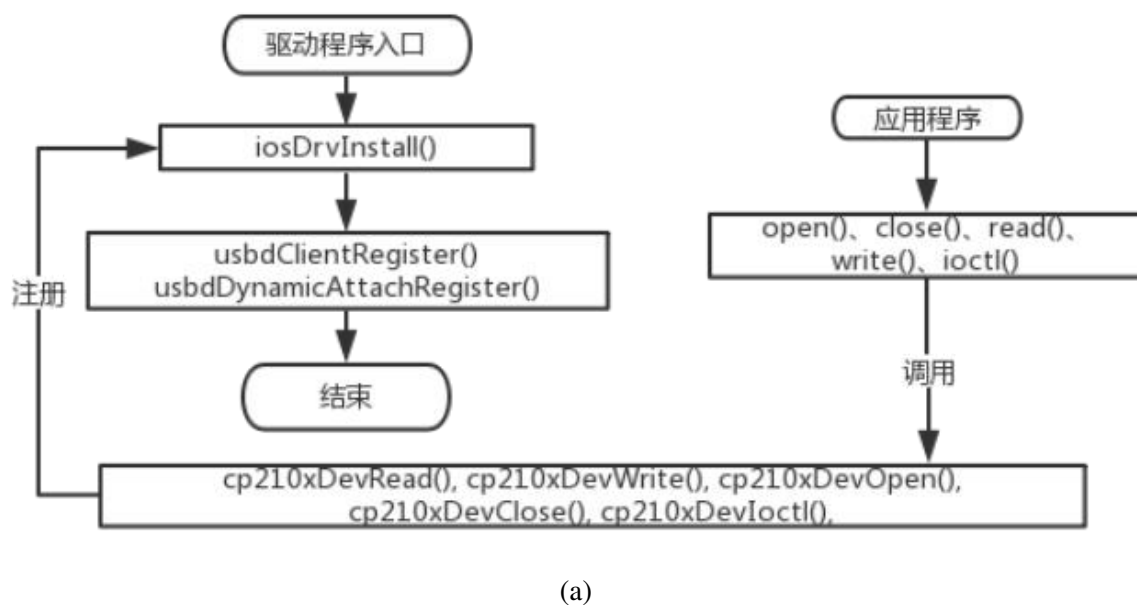 驱动程序入口
iosDrvInstall()
usbdClientRegister()
usbdDynamicAttachRegister()
结束
注册
应用程序
open()、close()、read()、
write()、ioctl()
调用
cp210xDevRead(), cp210xDevWrite(), cp210xDevOpen(),
cp210xDevClose(), cp210xDevIoctl(),
(a)